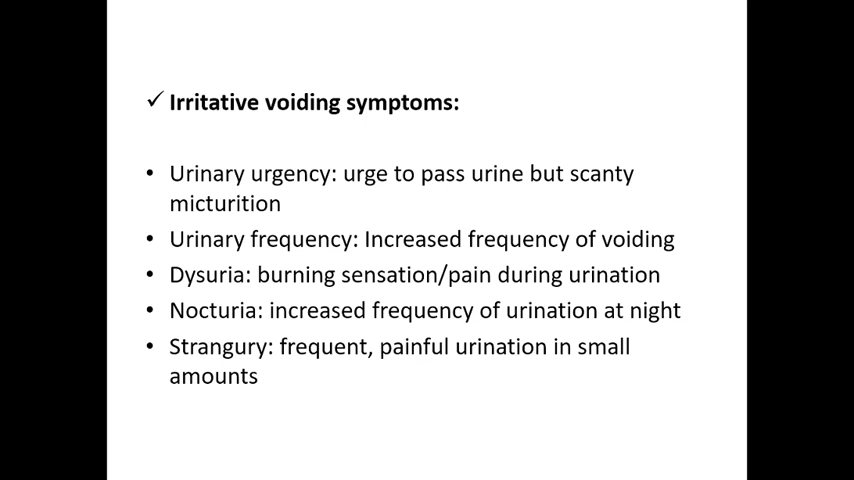 ✓ Irritative voiding symptoms:
• Urinary urgency: urge to pass urine but scanty
micturition
• Urinary frequency: Increased frequency of voiding
• Dysuria: burning sensation/pain during urination
• Nocturia: increased frequency of urination at night
• Strangury: frequent, painful urination in small
amounts